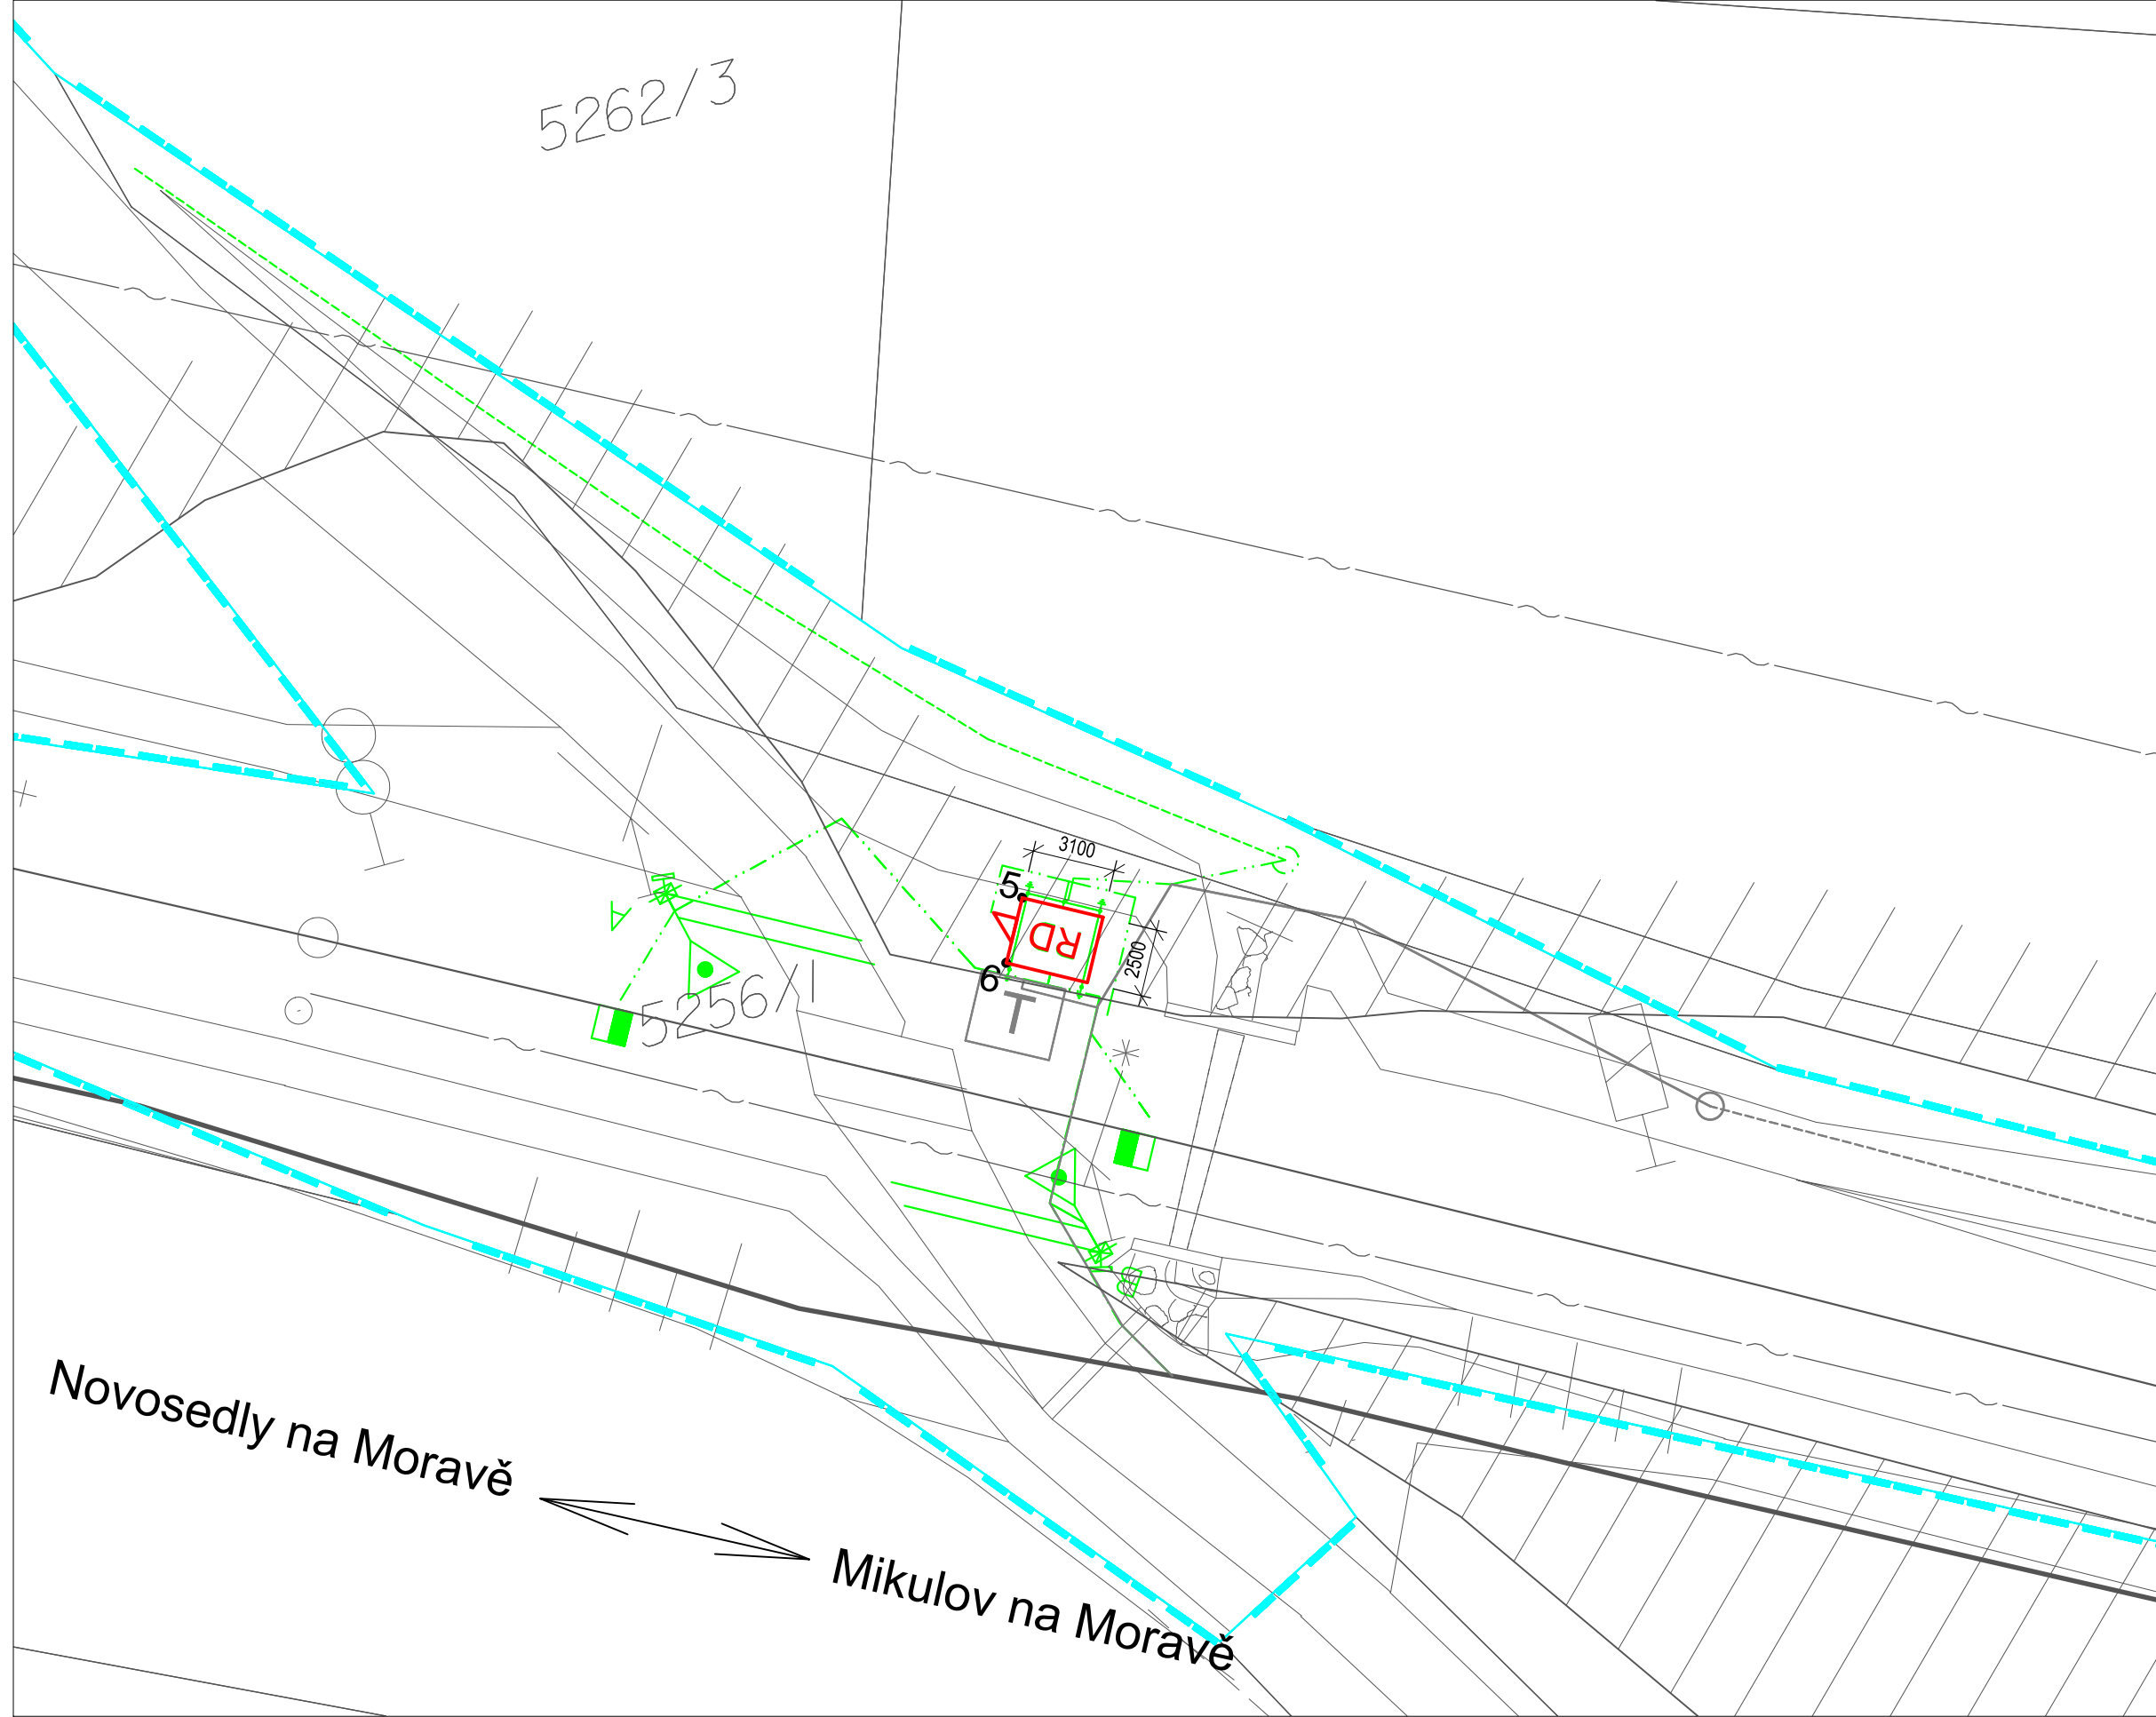 5262/3
3100
5
RD
2500
6
T
A
5256/1
B
Novosedly na Moravě
Mikulov na Moravě